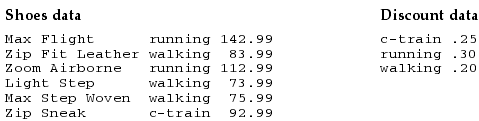 Shoes data
Max Flight running 142.99
Zip Fit Leather walking 83.99
Zoom Airborne running 112.99
Light Step walking 73.99
Max Step Woven walking 75.99
Zip Sneak c-train 92.99
Discount data
c-train .25
running .30
walking .20